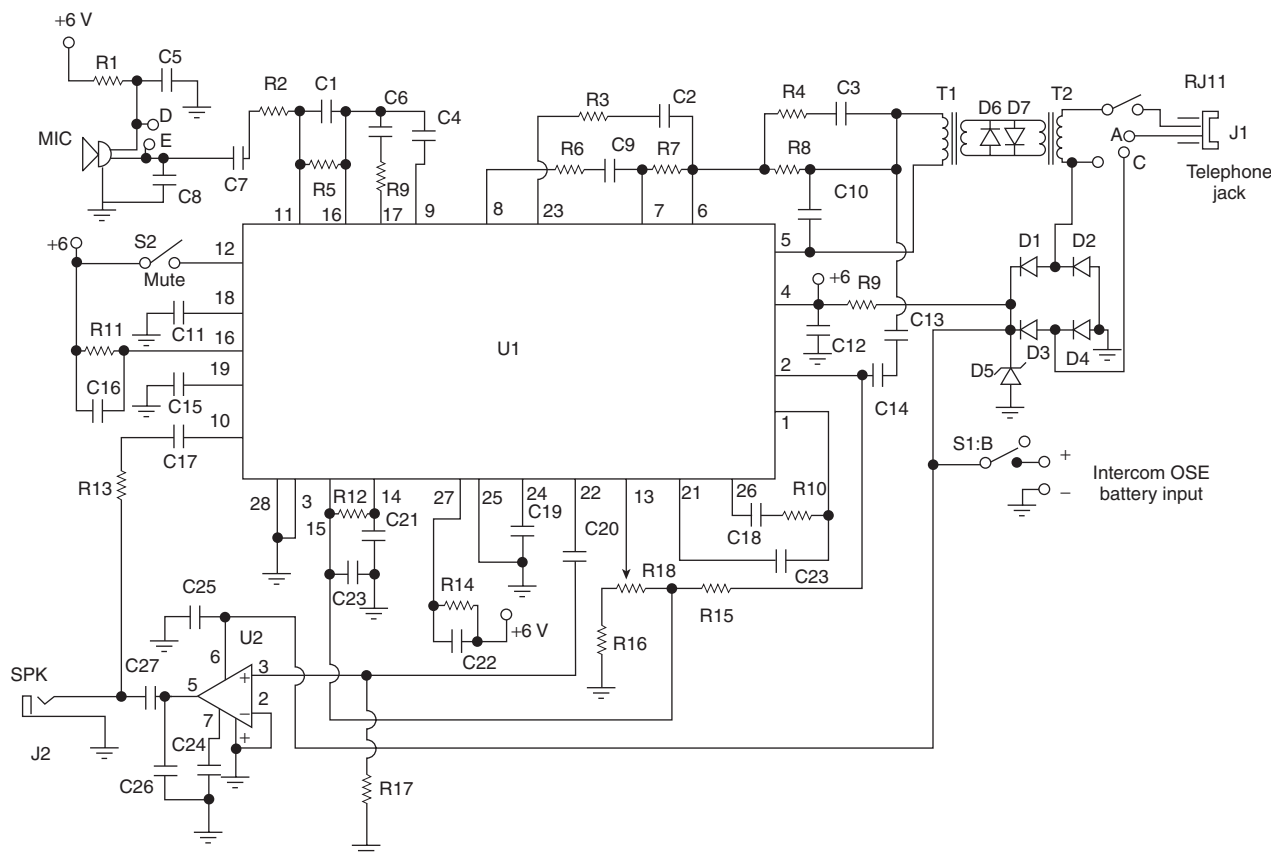 +6 V
R1
C5
D
E
MIC
C8
C7
R2
C1
R5
C6
C4
R9
R3
C2
R6
C9
R7
R4
C3
R8
C10
T1
D6 D7
T2
RJ11
A
J1
C
Telephone
jack
11
16
17
9
8
23
7
6
+6
S2
Mute
12
18
C11
R11
16
C16
19
C15
10
C17
R13
U1
5
4
+6
R9
C12
C13
2
C14
1
D1
D2
D3
D4
D5
S1:B
+
−
Intercom OSE
battery input
28
3
15
R12
14
C21
C23
27
25
24
C19
22
C20
13
21
26
R10
C18
C23
R14
C22
+6 V
R18
R15
R16
C25
U2
6
SPK
C27
5
3
+
2
−
7
+
J2
C24
C26
R17